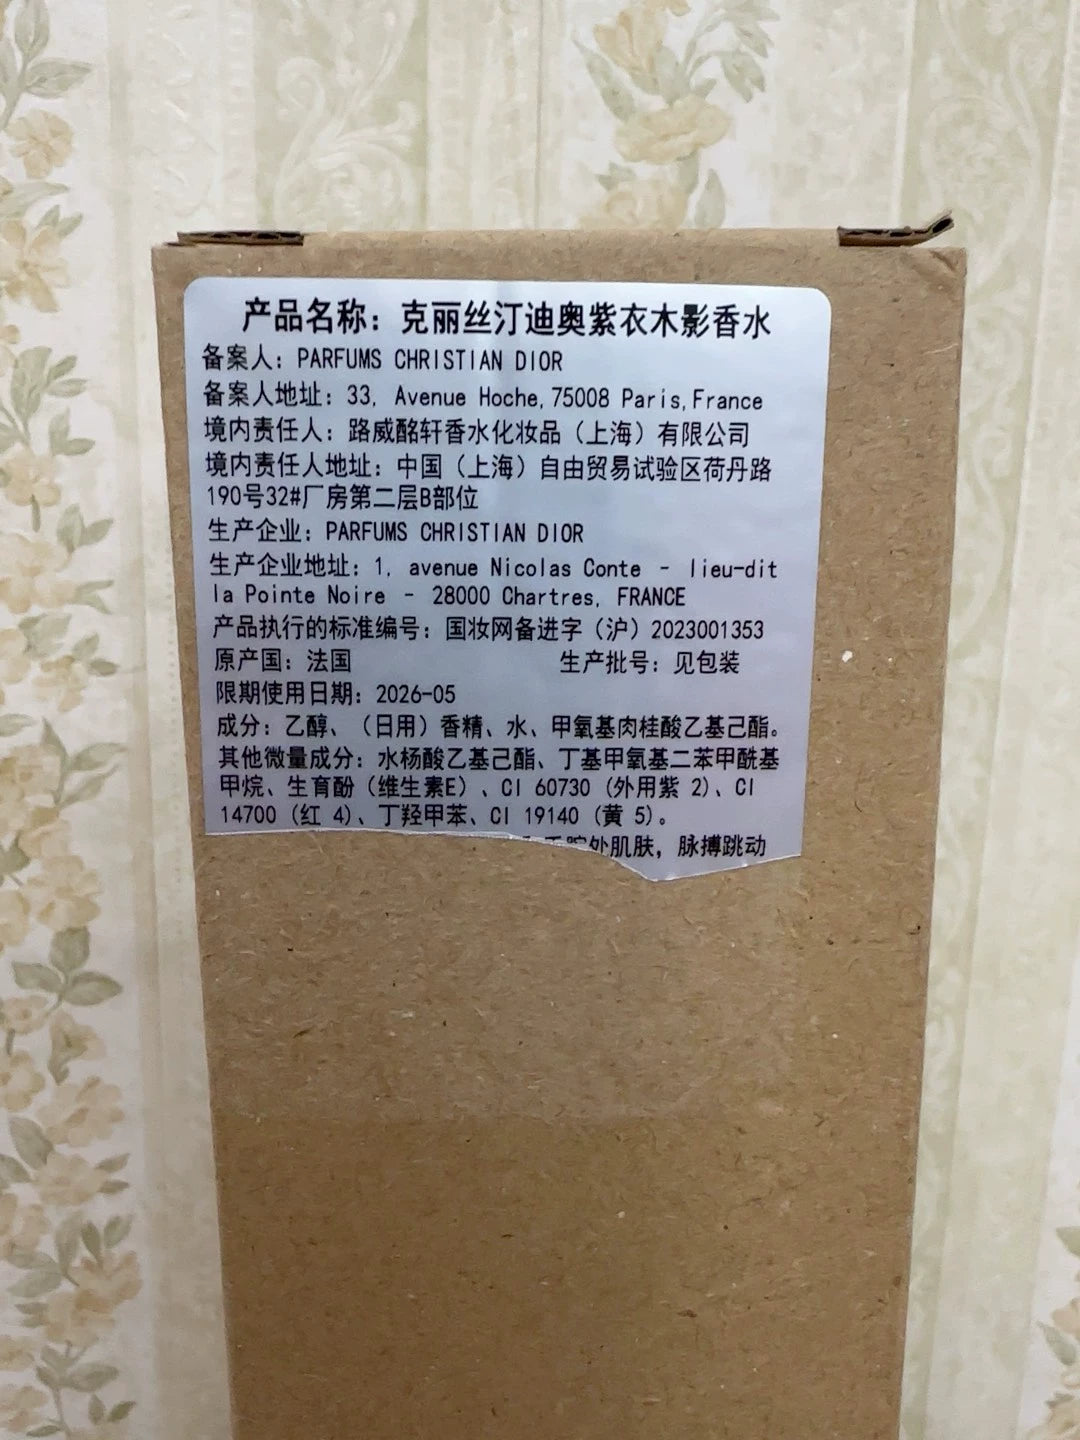 产品名称：克丽丝汀迪奥紫衣木影香水
备案人：PARFUMS CHRISTIAN DIOR
备案人地址：33, Avenue Hoche,75008 Paris,France
境内责任人：路威酩轩香水化妆品（上海）有限公司
境内责任人地址：中国（上海）自由贸易试验区荷丹路
190号32#厂房第二层B部位
生产企业：PARFUMS CHRISTIAN DIOR
生产企业地址：1, avenue Nicolas Conte - lieu-dit
la Pointe Noire - 28000 Chartres, FRANCE
产品执行的标准编号：国妆网备进字（沪）2023001353
原产国：法国 生产批号：见包装
限期使用日期：2026-05
成分：乙醇、（日用）香精、水、甲氧基肉桂酸乙基己酯。
其他微量成分：水杨酸乙基己酯、丁基甲氧基二苯甲酰基
甲烷、生育酚（维生素E）、CI 60730（外用紫 2）、CI
14700（红 4）、丁羟甲苯、CI 19140（黄 5）。
处肌肤，脉搏跳动